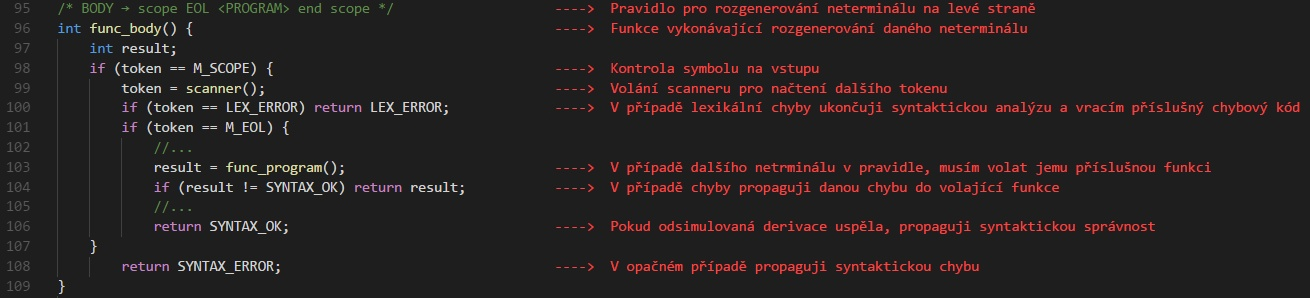 95 /* BODY → scope EOL <PROGRAM> end scope */ ----> Pravidlo pro rozgenerování neterminálu na levé straně
96 int func_body() { ----> Funkce vykonávající rozgenerování daného neterminálu
97 int result;
98 if (token == M_SCOPE) { ----> Kontrola symbolu na vstupu
99 token = scanner(); ----> Volání scanneru pro načtení dalšího tokenu
100 if (token == LEX_ERROR) return LEX_ERROR; ----> V případě lexikální chyby ukončuji syntaktickou analýzu a vracím příslušný chybový kód
101 if (token == M_EOL) {
102 //...
103 result = func_program(); ----> V případě dalšího netrminálu v pravidle, musím volat jemu příslušnou funkci
104 if (result != SYNTAX_OK) return result; ----> V případě chyby propaguji danou chybu do volající funkce
105 //...
106 return SYNTAX_OK; ----> Pokud odsimulovaná derivace uspěla, propaguji syntaktickou správnost
107 }
108 return SYNTAX_ERROR; ----> V opačném případě propaguji syntaktickou chybu
109 }